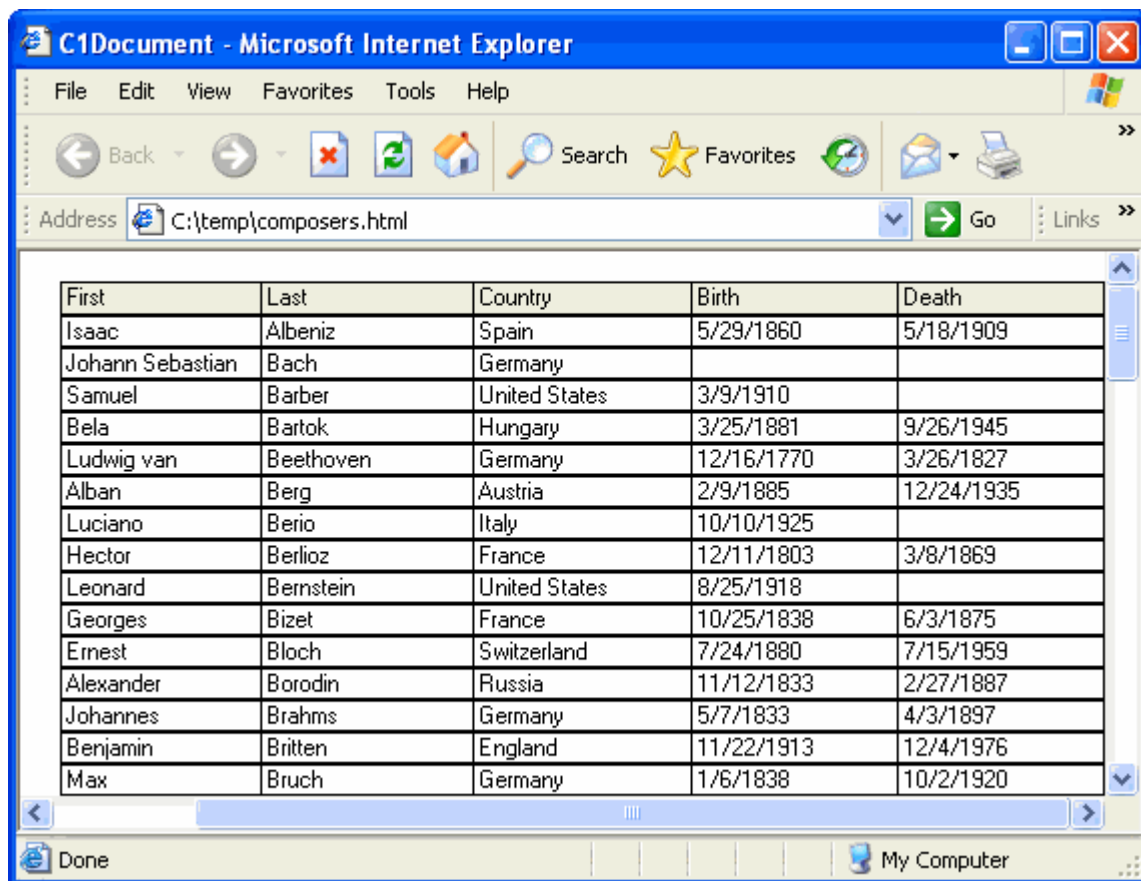 C1Document - Microsoft Internet Explorer
File Edit View Favorites Tools Help
Back Search Favorites »
Address C:\temp\composers.html Go Links »
First Last Country Birth Death
Isaac Albeniz Spain 5/29/1860 5/18/1909
Johann Sebastian Bach Germany
Samuel Barber United States 3/9/1910
Bela Bartok Hungary 3/25/1881 9/26/1945
Ludwig van Beethoven Germany 12/16/1770 3/26/1827
Alban Berg Austria 2/9/1885 12/24/1935
Luciano Berio Italy 10/10/1925
Hector Berlioz France 12/11/1803 3/8/1869
Leonard Bernstein United States 8/25/1918
Georges Bizet France 10/25/1838 6/3/1875
Ernest Bloch Switzerland 7/24/1880 7/15/1959
Alexander Borodin Russia 11/12/1833 2/27/1887
Johannes Brahms Germany 5/7/1833 4/3/1897
Benjamin Britten England 11/22/1913 12/4/1976
Max Bruch Germany 1/6/1838 10/2/1920
Done My Computer